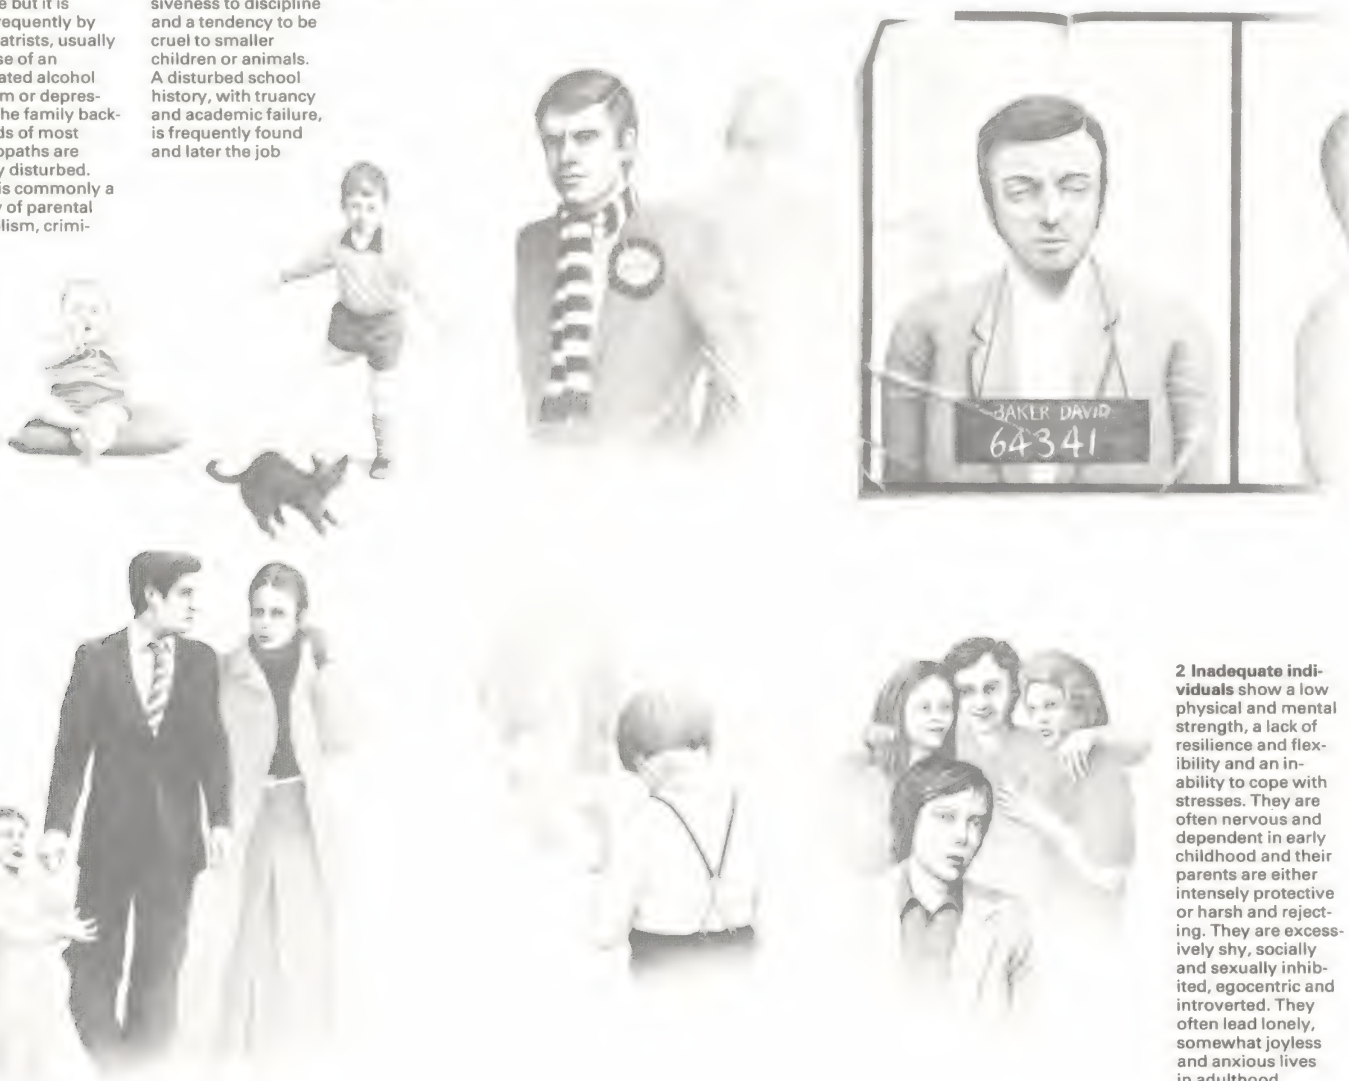 e but it is
equently by
atrists, usually
se of an
ated alcohol
m or depres-
he family back-
ds of most
opaths are
y disturbed.
is commonly a
y of parental
lism, crimi-
siveness to discipline
and a tendency to be
cruel to smaller
children or animals.
A disturbed school
history, with truancy
and academic failure,
is frequently found
and later the job
BAKER DAVID
64341
2 Inadequate indi-
viduals show a low
physical and mental
strength, a lack of
resilience and flex-
ibility and an in-
ability to cope with
stresses. They are
often nervous and
dependent in early
childhood and their
parents are either
intensely protective
or harsh and reject-
ing. They are excess-
ively shy, socially
and sexually inhib-
ited, egocentric and
introverted. They
often lead lonely,
somewhat joyless
and anxious lives
in adulthood